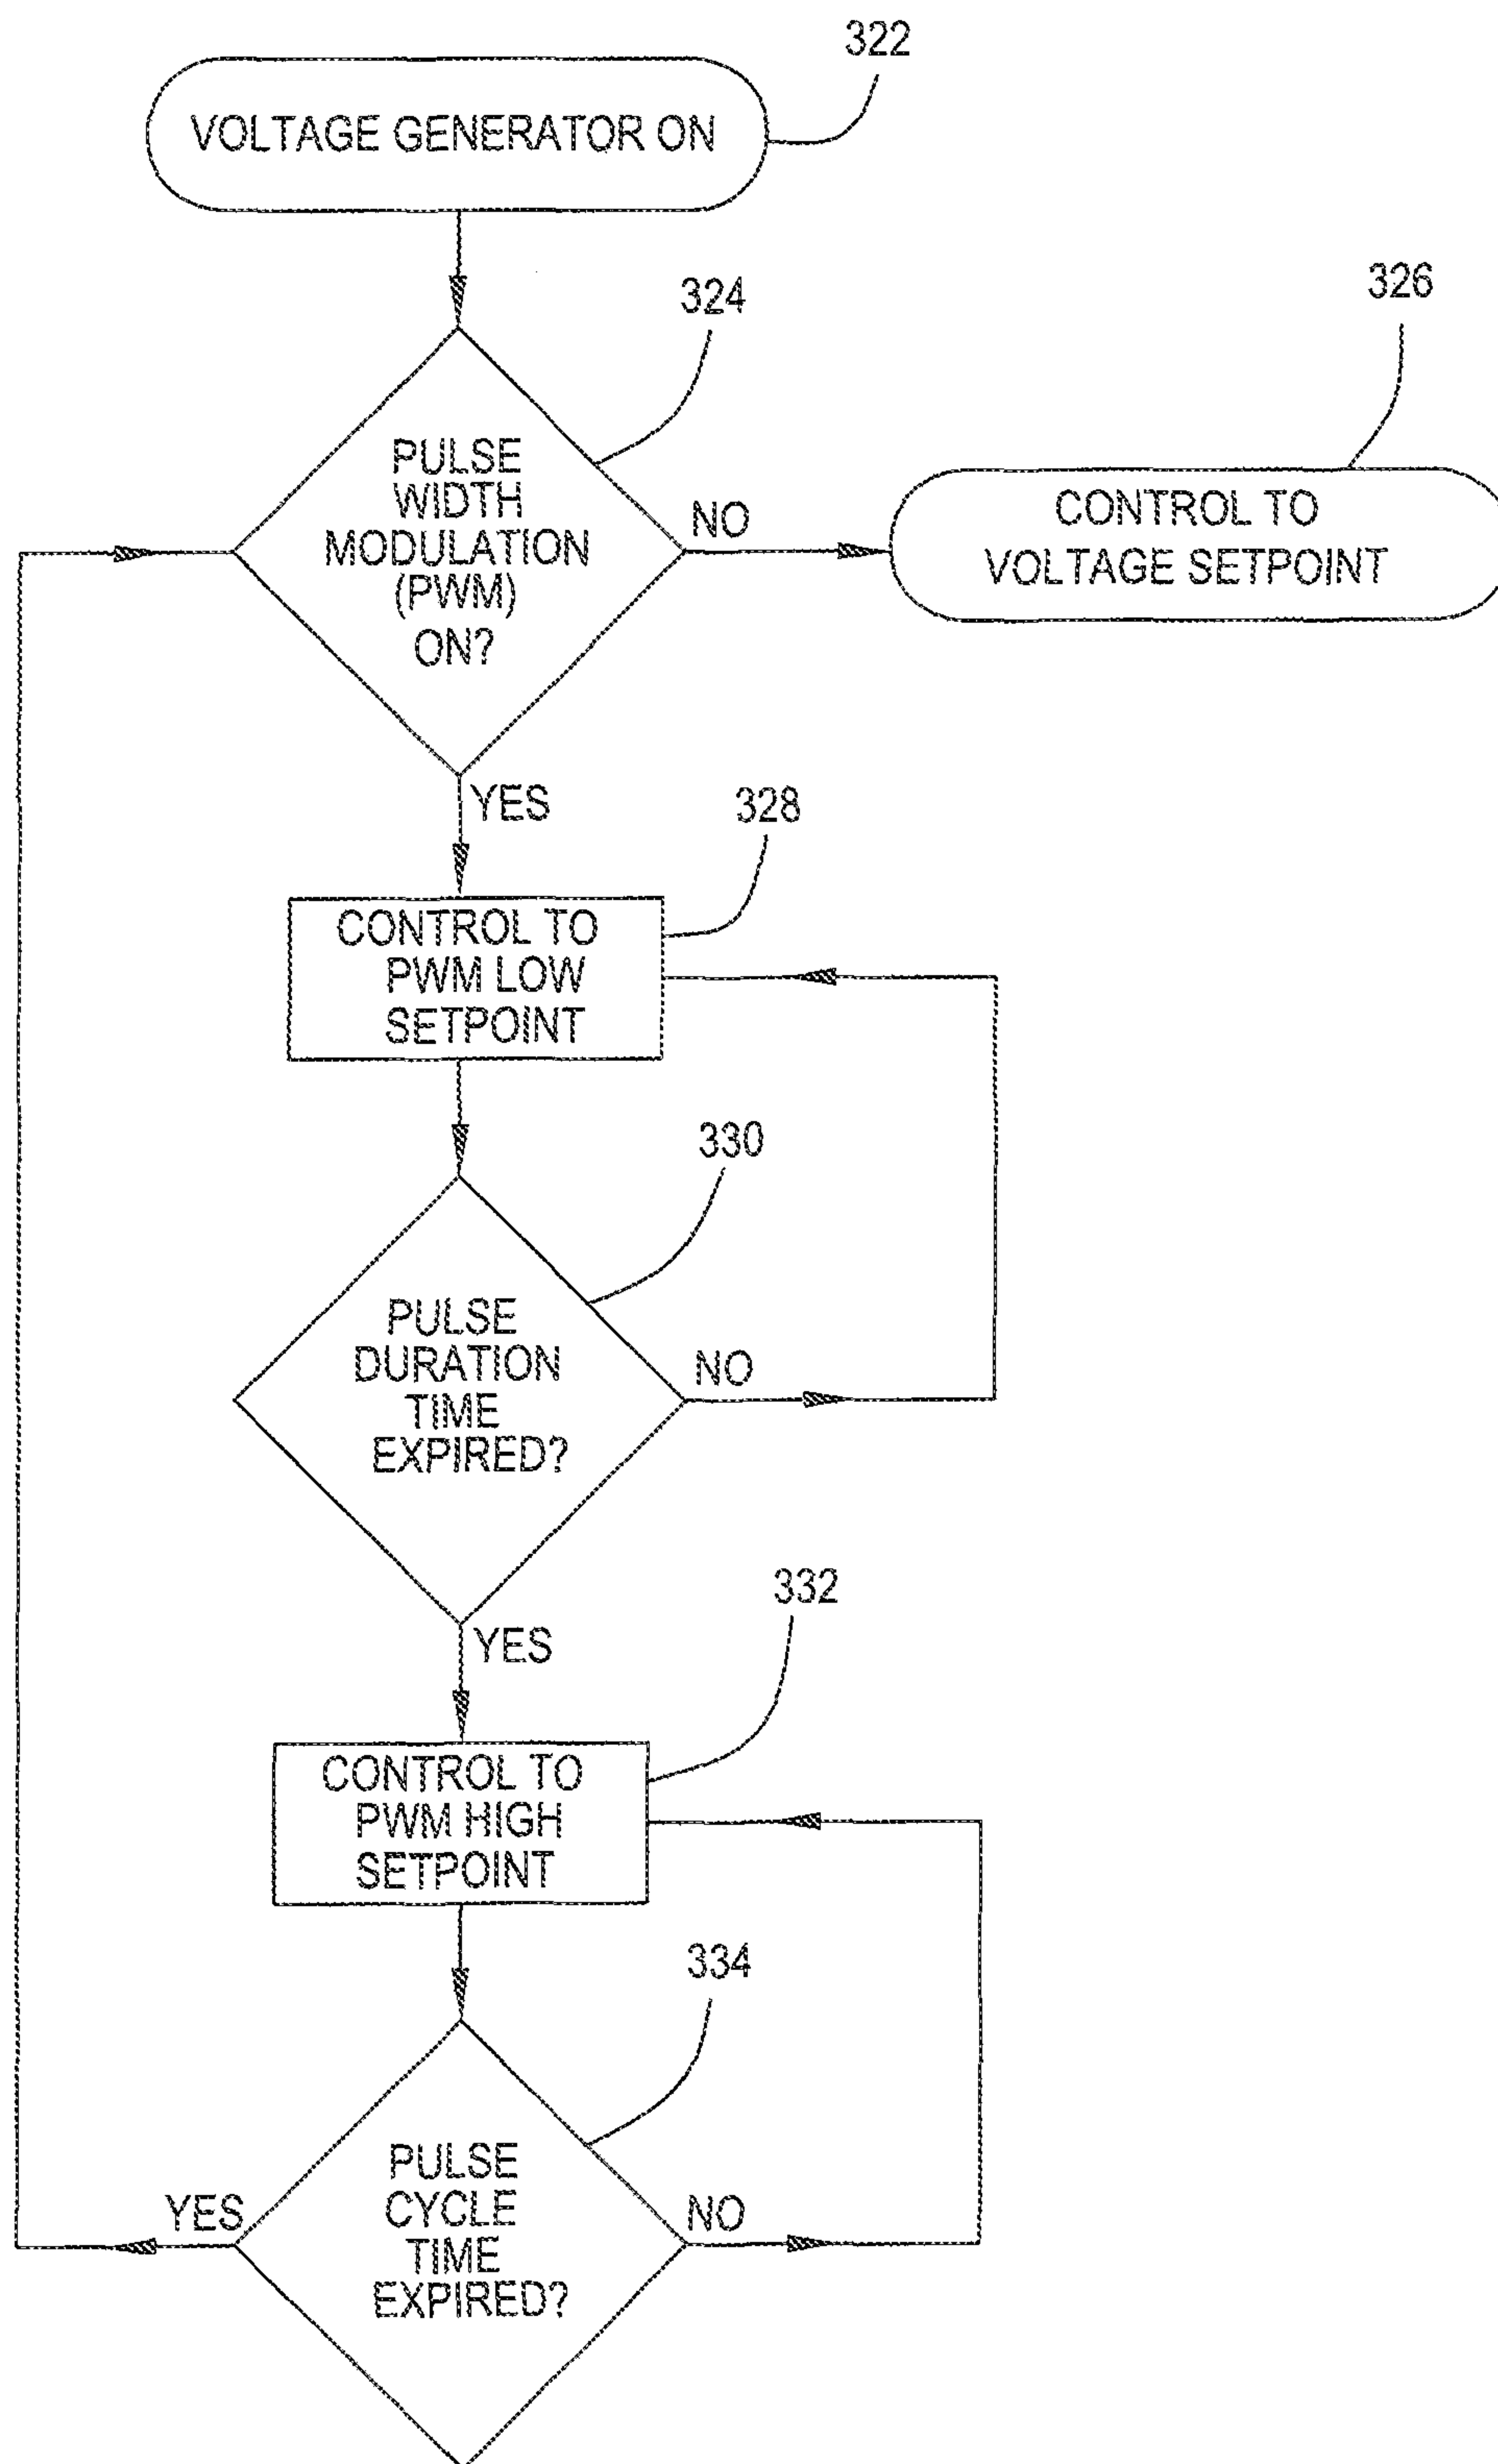 322
VOLTAGE GENERATOR ON
324
326
PULSE
WIDTH
MODULATION
(PWM)
ON?
NO
CONTROL TO
VOLTAGE SETPOINT
YES
328
CONTROL TO
PWM LOW
SETPOINT
330
PULSE
DURATION
TIME
EXPIRED?
NO
YES
332
CONTROL TO
PWM HIGH
SETPOINT
334
PULSE
CYCLE
TIME
EXPIRED?
YES
NO